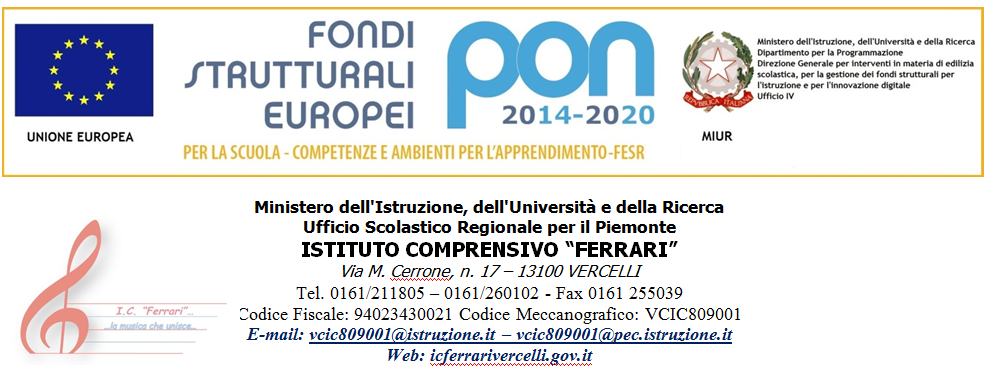 UNIONE EUROPEA
FONDI
STRUTTURALI
EUROPEI
pon
2014-2020
PER LA SCUOLA - COMPETENZE E AMBIENTI PER L'APPRENDIMENTO-FESR
REPVBBLICA ITALIANA
Ministero dell'Istruzione, dell'Università e della Ricerca
Dipartimento per la Programmazione
Direzione Generale per interventi in materia di edilizia
scolastica, per la gestione dei fondi strutturali per
l'istruzione e per l'innovazione digitale
Ufficio IV
MIUR
I.C. "Ferrari"...
...la musica che unisce...
Ministero dell'Istruzione, dell'Università e della Ricerca
Ufficio Scolastico Regionale per il Piemonte
ISTITUTO COMPRENSIVO “FERRARI”
Via M. Cerrone, n. 17 – 13100 VERCELLI
Tel. 0161/211805 – 0161/260102 - Fax 0161 255039
Codice Fiscale: 94023430021 Codice Meccanografico: VCIC809001
E-mail: vcic809001@istruzione.it – vcic809001@pec.istruzione.it
Web: icferrarivercelli.gov.it